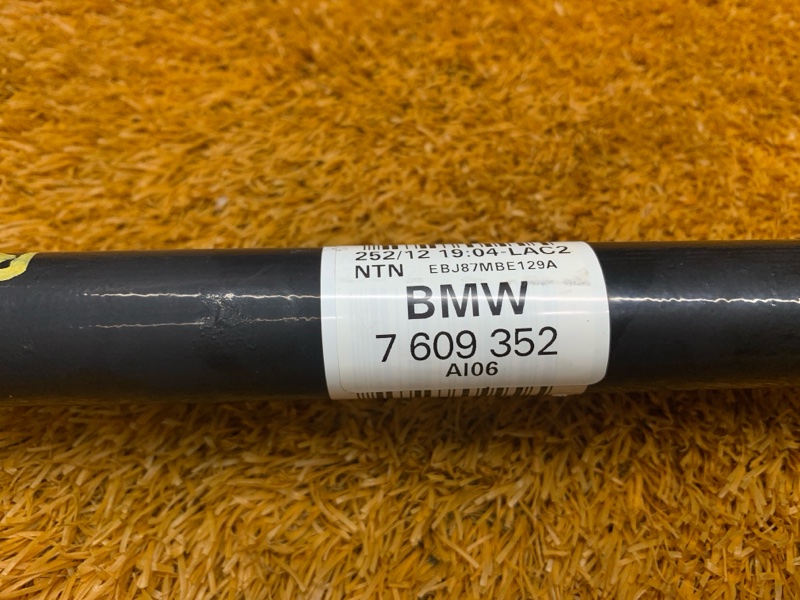 252/12 19:04-LAC2
NTN EBJ87MBE129A
BMW
7 609 352
AI06